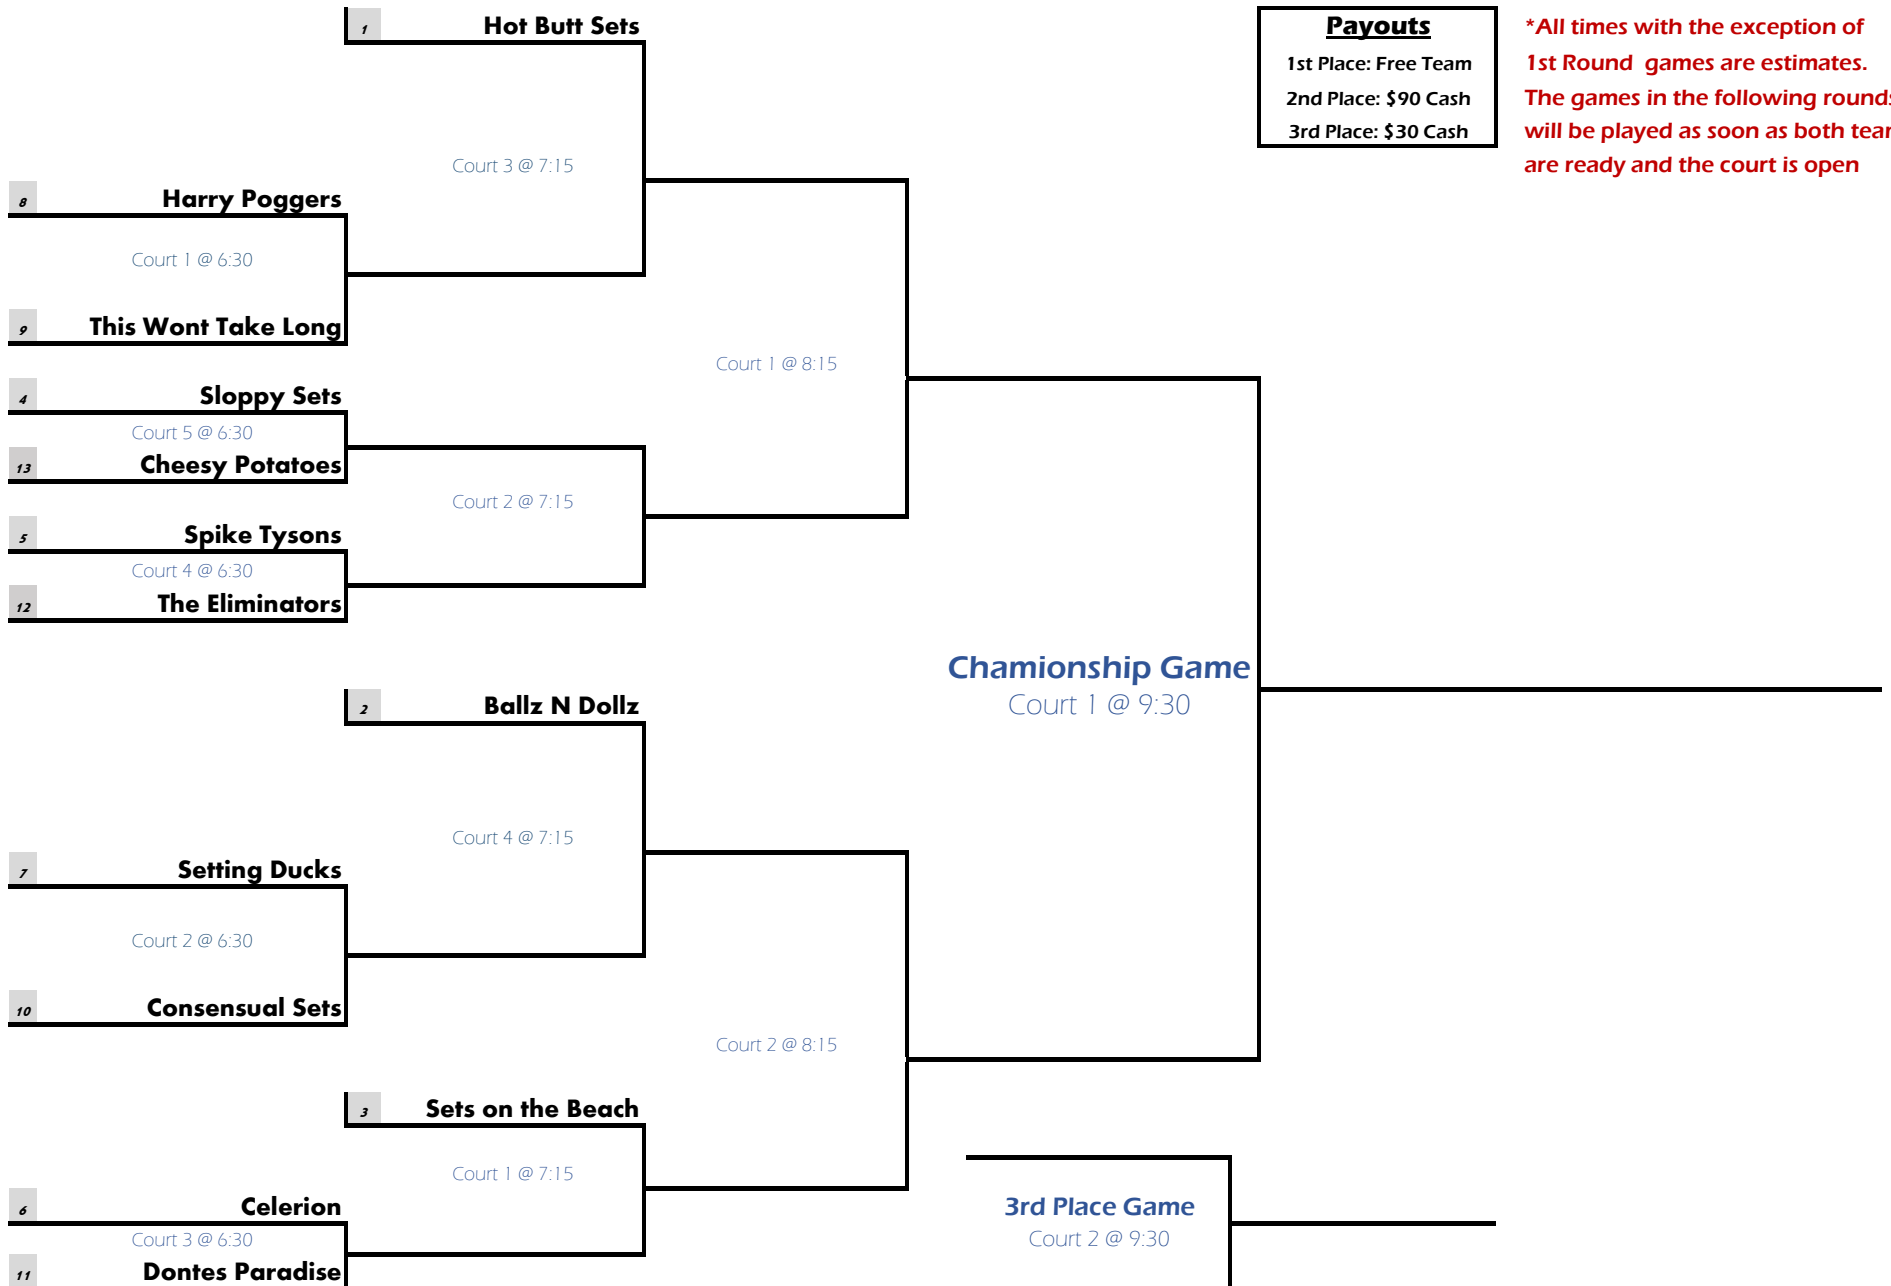 1 Hot Butt Sets
Payouts
1st Place: Free Team
2nd Place: $90 Cash
3rd Place: $30 Cash
*All times with the exception of
1st Round games are estimates.
The games in the following rounds
will be played as soon as both
are ready and the court is open
Court 3 @ 7:15
8 Harry Poggers
Court 1 @ 6:30
9 This Wont Take Long
Court 1 @ 8:15
4 Sloppy Sets
Court 5 @ 6:30
13 Cheesy Potatoes
Court 2 @ 7:15
5 Spike Tysons
Court 4 @ 6:30
12 The Eliminators
Chamionship Game
Court 1 @ 9:30
2 Ballz N Dollz
Court 4 @ 7:15
7 Setting Ducks
Court 2 @ 6:30
10 Consensual Sets
Court 2 @ 8:15
3 Sets on the Beach
Court 1 @ 7:15
6 Celerion
Court 3 @ 6:30
11 Dontes Paradise
3rd Place Game
Court 2 @ 9:30